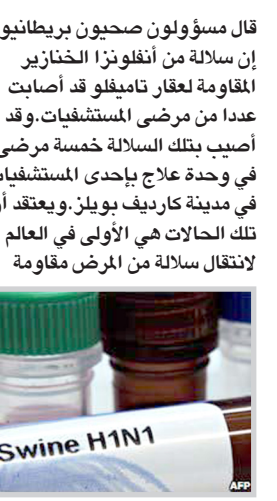 قال مسؤولون صحيون بريطانيو
إن سلالة من أنفلونزا الخنازير
المقاومة لعقار تاميفلو قد أصابت
عددا من مرضى المستشفيات.وقد
أصيب بتلك السلالة خمسة مرضى
في وحدة علاج بإحدى المستشفيات
في مدينة كارديف بويلز.ويعتقد أ
تلك الحالات هي الأولى في العالم
لانتقال سلالة من المرض مقاومة
Swine H1N1
AFP